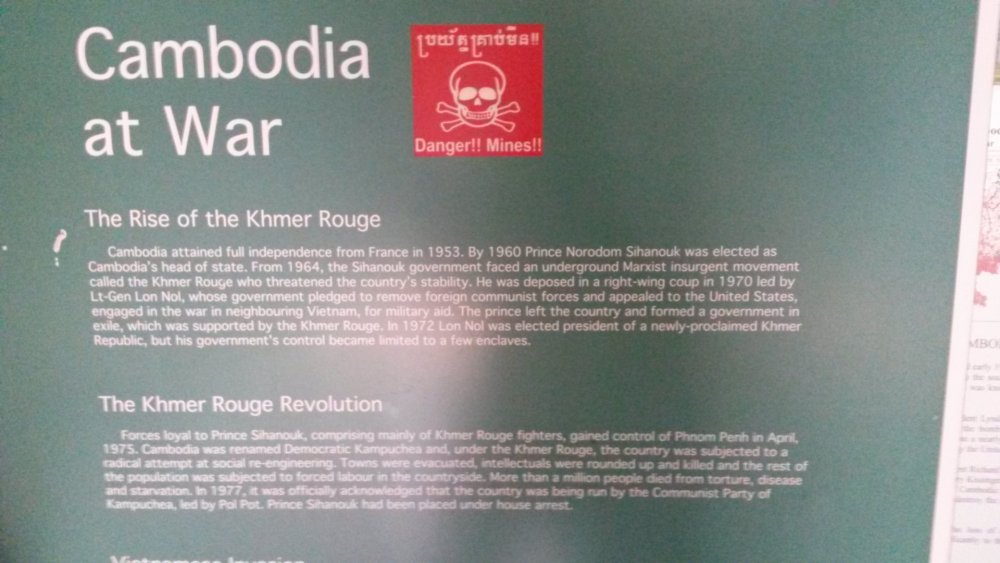 Cambodia
at War
ប្រយ័ត្នគ្រាប់មីន!!
Danger!! Mines!!
The Rise of the Khmer Rouge
Cambodia attained full independence from France in 1953. By 1960 Prince Norodom Sihanouk was elected as
Cambodia's head of state. From 1964, the Sihanouk government faced an underground Marxist insurgent movement
called the Khmer Rouge who threatened the country's stability. He was deposed in a right-wing coup in 1970 led by
Lt-Gen Lon Nol, whose government pledged to remove foreign communist forces and appealed to the United States,
engaged in the war in neighbouring Vietnam, for military aid. The prince left the country and formed a government in
exile, which was supported by the Khmer Rouge. In 1972 Lon Nol was elected president of a newly-proclaimed Khmer
Republic, but his government's control became limited to a few enclaves.
The Khmer Rouge Revolution
Forces loyal to Prince Sihanouk, comprising mainly of Khmer Rouge fighters, gained control of Phnom Penh in April,
1975. Cambodia was renamed Democratic Kampuchea and, under the Khmer Rouge, the country was subjected to a
radical attempt at social re-engineering. Towns were evacuated, intellectuals were rounded up and killed and the rest of
the population was subjected to forced labour in the countryside. More than a million people died from torture, disease
and starvation. In 1977, it was officially acknowledged that the country was being run by the Communist Party of
Kampuchea, led by Pol Pot. Prince Sihanouk had been placed under house arrest.
Vietnamese Invasion